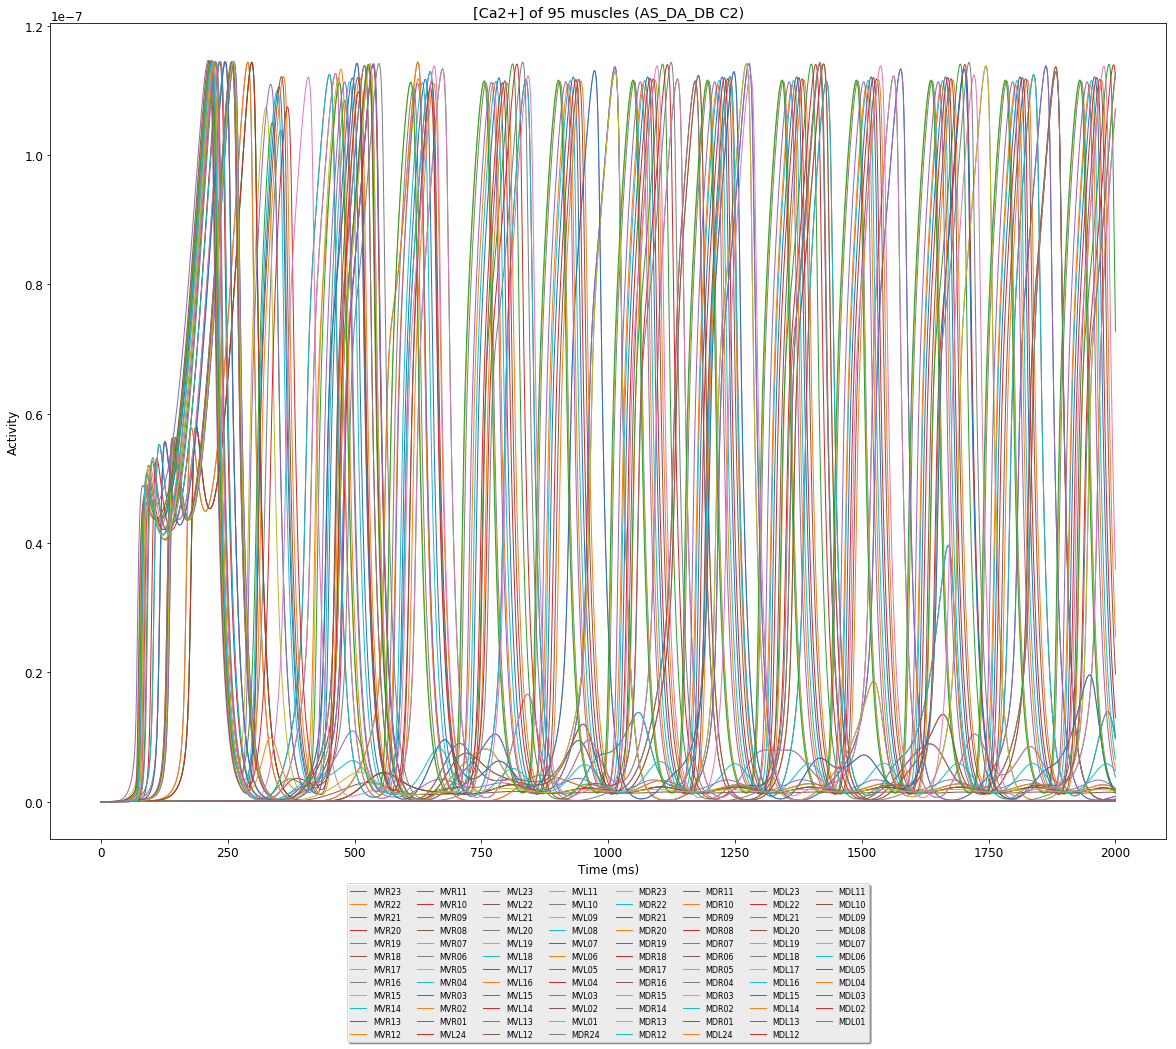 [Ca2+] of 95 muscles (AS_DA_DB C2)
1e−7
1.2
1.0
0.8
0.6
0.4
0.2
0.0
Activity
0 250 500 750 1000 1250 1500 1750 2000
Time (ms)
MVR23 MVR11 MVL23 MVL11 MDR23 MDR11 MDL23 MDL11
MVR22 MVR10 MVL22 MVL10 MDR22 MDR10 MDL22 MDL10
MVR21 MVR09 MVL21 MVL09 MDR21 MDR09 MDL21 MDL09
MVR20 MVR08 MVL20 MVL08 MDR20 MDR08 MDL20 MDL08
MVR19 MVR07 MVL19 MVL07 MDR19 MDR07 MDL19 MDL07
MVR18 MVR06 MVL18 MVL06 MDR18 MDR06 MDL18 MDL06
MVR17 MVR05 MVL17 MVL05 MDR17 MDR05 MDL17 MDL05
MVR16 MVR04 MVL16 MVL04 MDR16 MDR04 MDL16 MDL04
MVR15 MVR03 MVL15 MVL03 MDR15 MDR03 MDL15 MDL03
MVR14 MVR02 MVL14 MVL02 MDR14 MDR02 MDL14 MDL02
MVR13 MVR01 MVL13 MVL01 MDR13 MDR01 MDL13 MDL01
MVR12 MVL24 MVL12 MDR24 MDR12 MDL24 MDL12